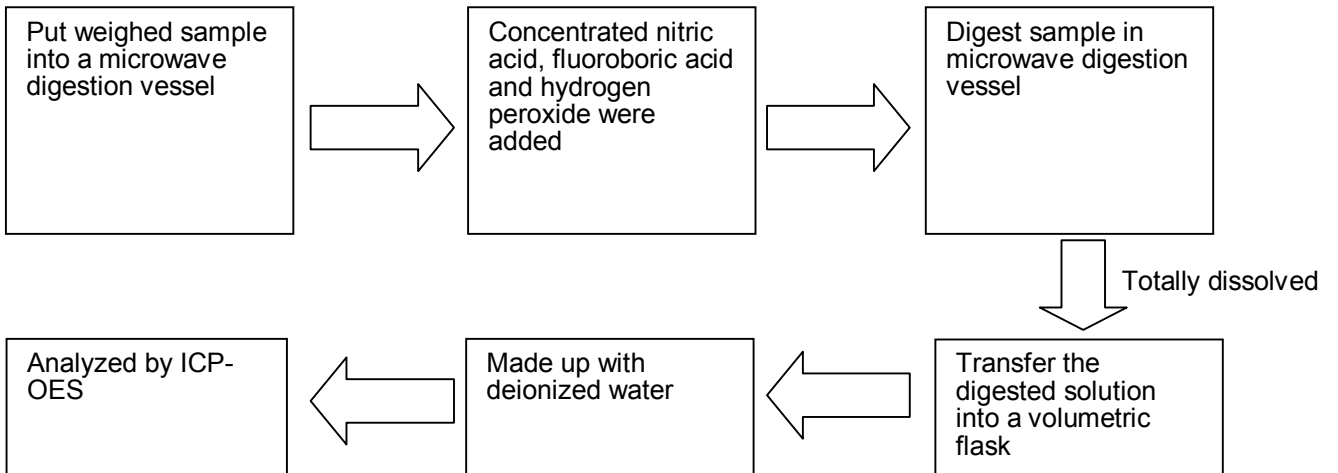 Put weighed sample
into a microwave
digestion vessel
Concentrated nitric
acid, fluoroboric acid
and hydrogen
peroxide were
added
Digest sample in
microwave digestion
vessel
Totally dissolved
Transfer the
digested solution
into a volumetric
flask
Made up with
deionized water
Analyzed by ICP-
OES